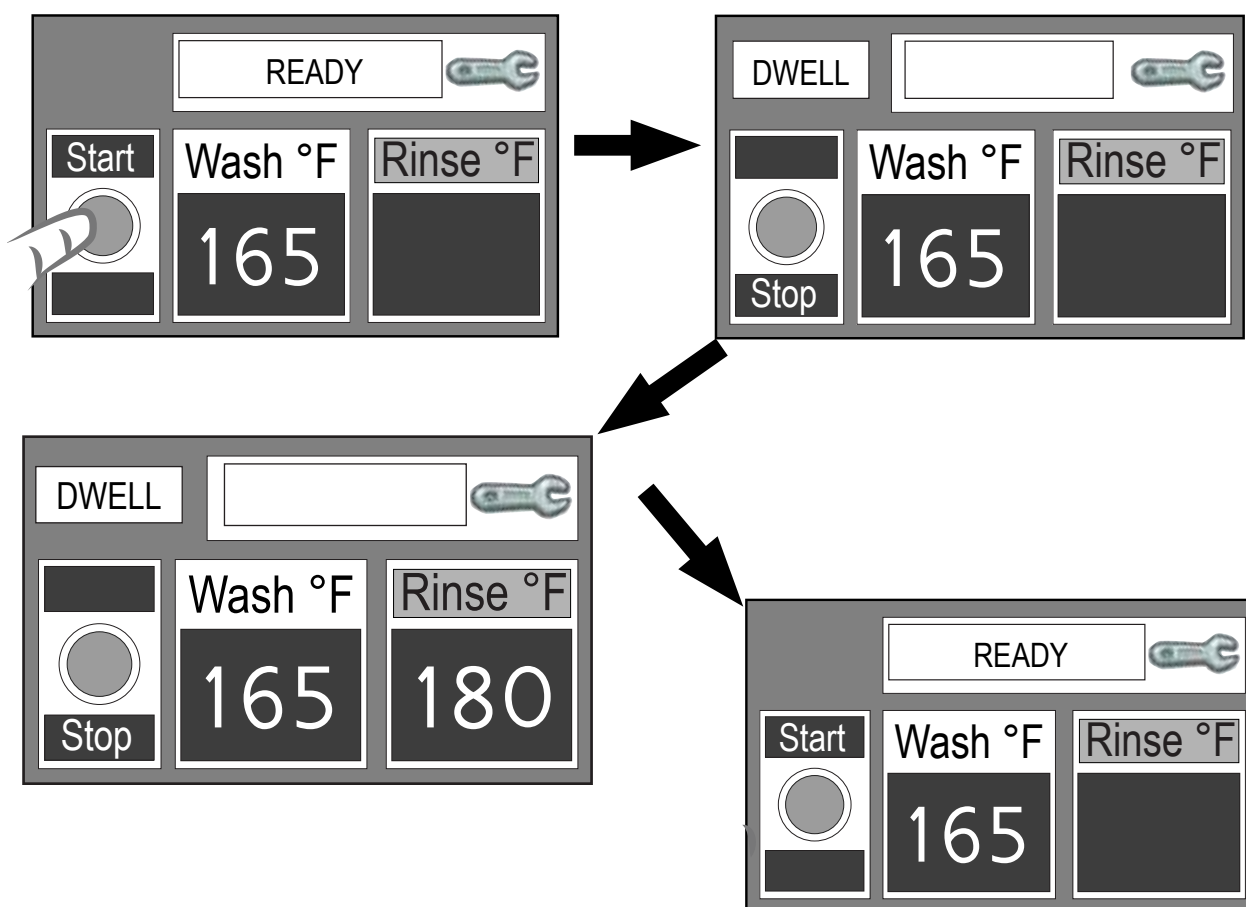 READY
Start
Wash °F
Rinse °F
165
DWELL
Wash °F
Rinse °F
165
Stop
DWELL
Wash °F
Rinse °F
165
180
Stop
READY
Start
Wash °F
Rinse °F
165